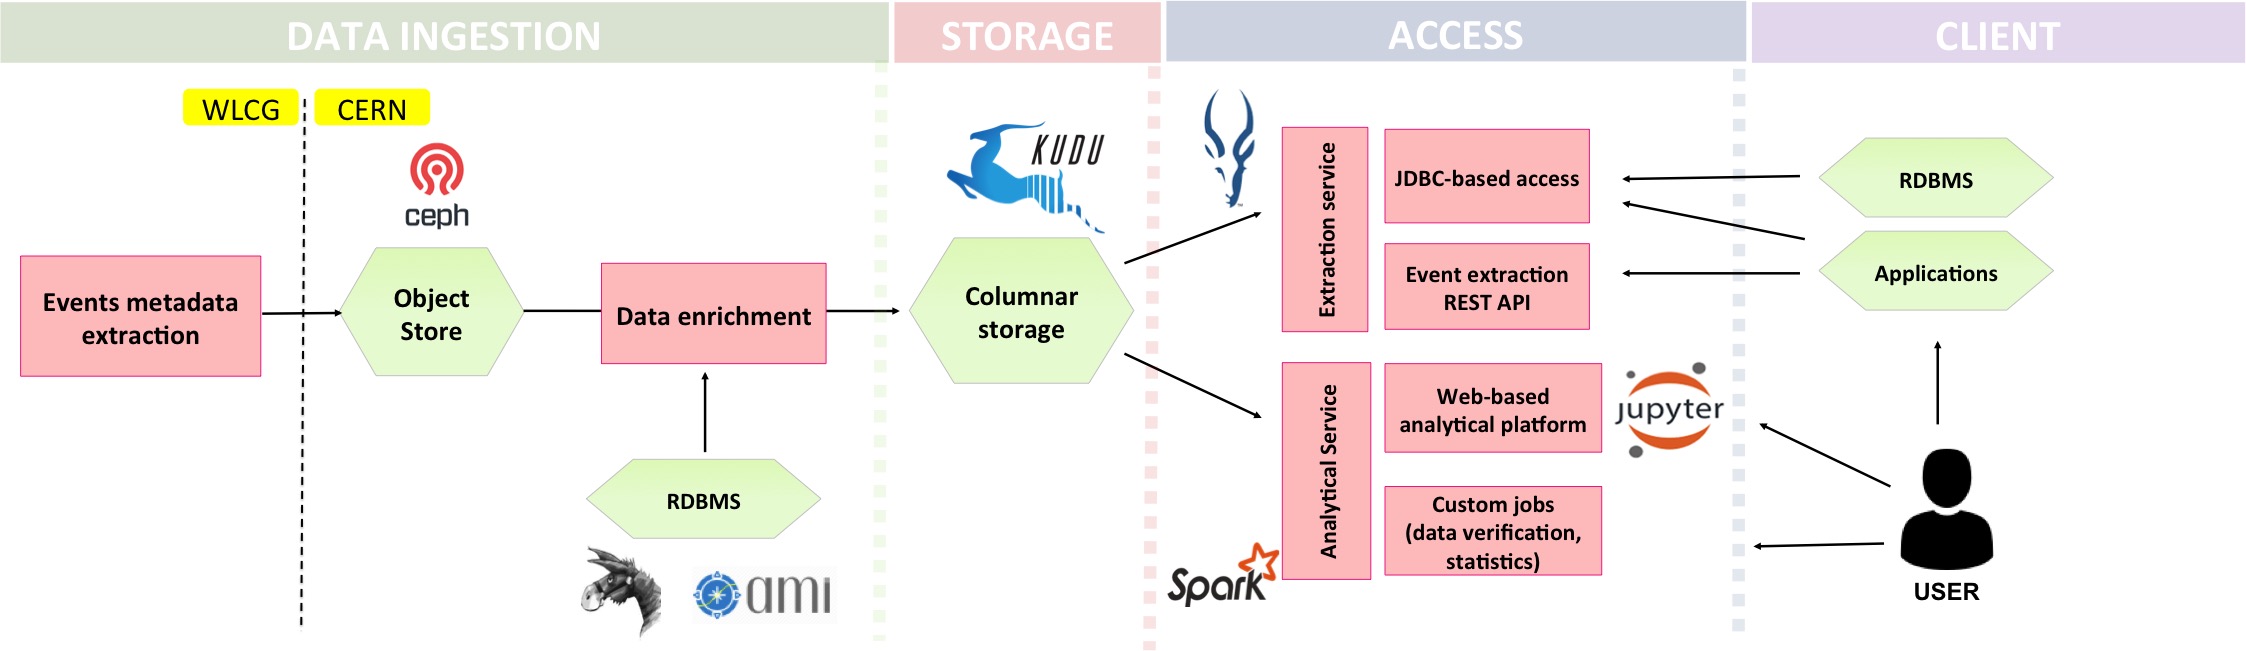 DATA INGESTION
STORAGE
ACCESS
CLIENT
WLCG
CERN
ceph
Events metadata
extraction
Object
Store
Data enrichment
RDBMS
ami
KUDU
Columnar
storage
Extraction service
JDBC-based access
Event extraction
REST API
Analytical Service
Web-based
analytical platform
jupyter
Custom jobs
(data verification,
statistics)
Spark
RDBMS
Applications
USER